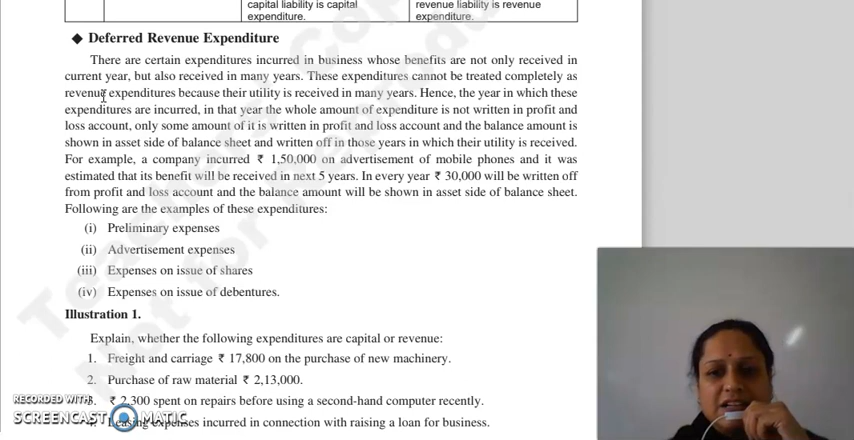 capital liability is capital
expenditure.
revenue liability is revenue
expenditure.
◆ Deferred Revenue Expenditure
There are certain expenditures incurred in business whose benefits are not only received in
current year, but also received in many years. These expenditures cannot be treated completely as
revenue expenditures because their utility is received in many years. Hence, the year in which these
expenditures are incurred, in that year the whole amount of expenditure is not written in profit and
loss account, only some amount of it is written in profit and loss account and the balance amount is
shown in asset side of balance sheet and written off in those years in which their utility is received.
For example, a company incurred ₹ 1,50,000 on advertisement of mobile phones and it was
estimated that its benefit will be received in next 5 years. In every year ₹ 30,000 will be written off
from profit and loss account and the balance amount will be shown in asset side of balance sheet.
Following are the examples of these expenditures:
(i) Preliminary expenses
(ii) Advertisement expenses
(iii) Expenses on issue of shares
(iv) Expenses on issue of debentures.
Illustration 1.
Explain, whether the following expenditures are capital or revenue:
1. Freight and carriage ₹ 17,800 on the purchase of new machinery.
2. Purchase of raw material ₹ 2,13,000.
3. ₹ 2,300 spent on repairs before using a second-hand computer recently.
expenses incurred in connection with raising a loan for business.
RECORDED WITH
SCREENCAST MATIC
Teachers Copy
Not for